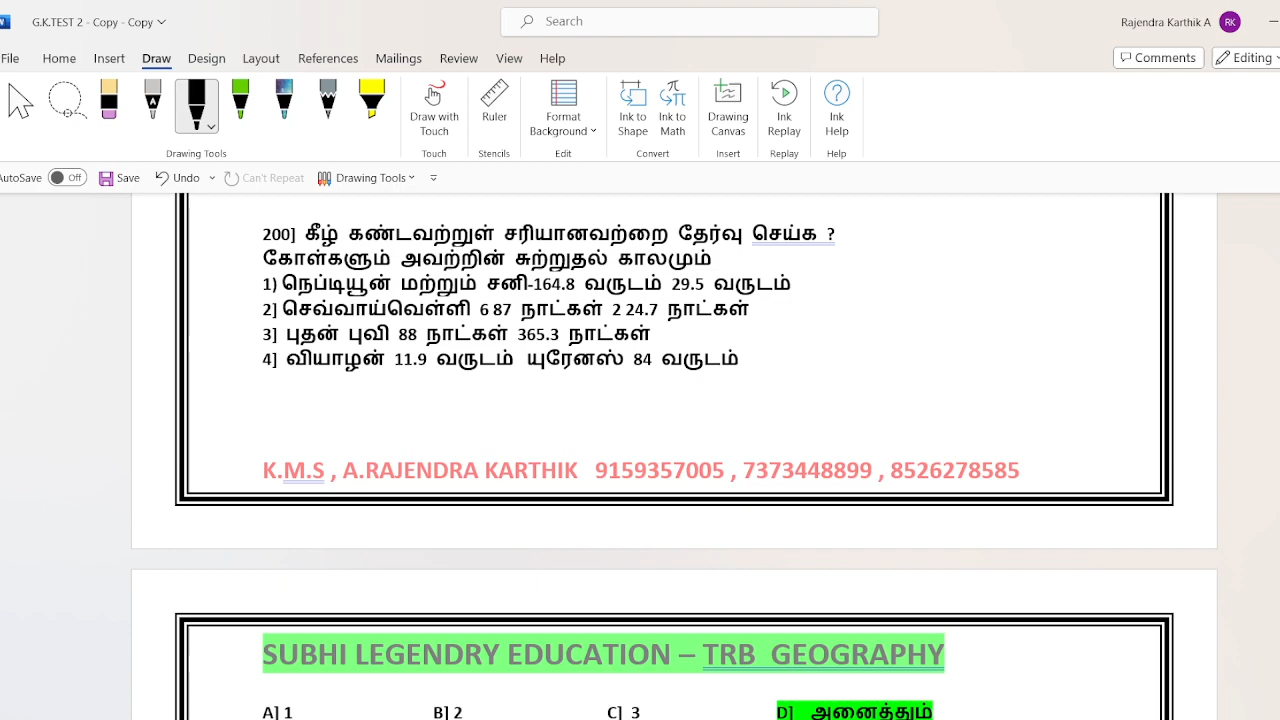 G.K.TEST 2 - Copy - Copy
Search
Rajendra Karthik A RK
File Home Insert Draw Design Layout References Mailings Review View Help
Comments Editing
Draw with Touch
Ruler
Format Background
Ink to Shape
Ink to Math
Drawing Canvas
Ink Replay
Ink Help
Drawing Tools Touch Stencils Edit Convert Insert Replay Help
AutoSave Off Save Undo Can't Repeat Drawing Tools
200] கீழ் கண்டவற்றுள் சரியானவற்றை தேர்வு செய்க ?
கோள்களும் அவற்றின் சுற்றுதல் காலமும்
1) நெப்டியூன் மற்றும் சனி-164.8 வருடம் 29.5 வருடம்
2] செவ்வாய்வெள்ளி 6 87 நாட்கள் 2 24.7 நாட்கள்
3] புதன் புவி 88 நாட்கள் 365.3 நாட்கள்
4] வியாழன் 11.9 வருடம் யுரேனஸ் 84 வருடம்
K.M.S , A.RAJENDRA KARTHIK 9159357005 , 7373448899 , 8526278585
SUBHI LEGENDRY EDUCATION – TRB GEOGRAPHY
A] 1 B] 2 C] 3 D] அனைத்தும்